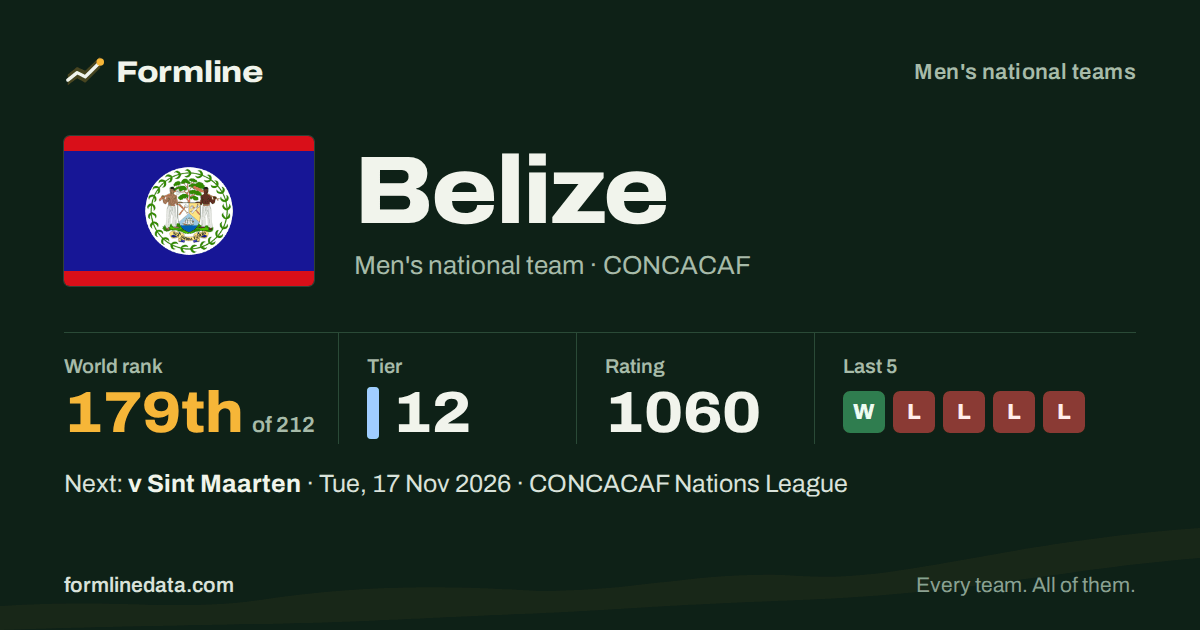 Formline
Men's national teams
Belize
Men's national team · CONCACAF
World rank
179th of 212
Tier
12
Rating
1060
Last 5
W L L L L
Next: v Sint Maarten · Tue, 17 Nov 2026 · CONCACAF Nations League
formlinedata.com
Every team. All of them.